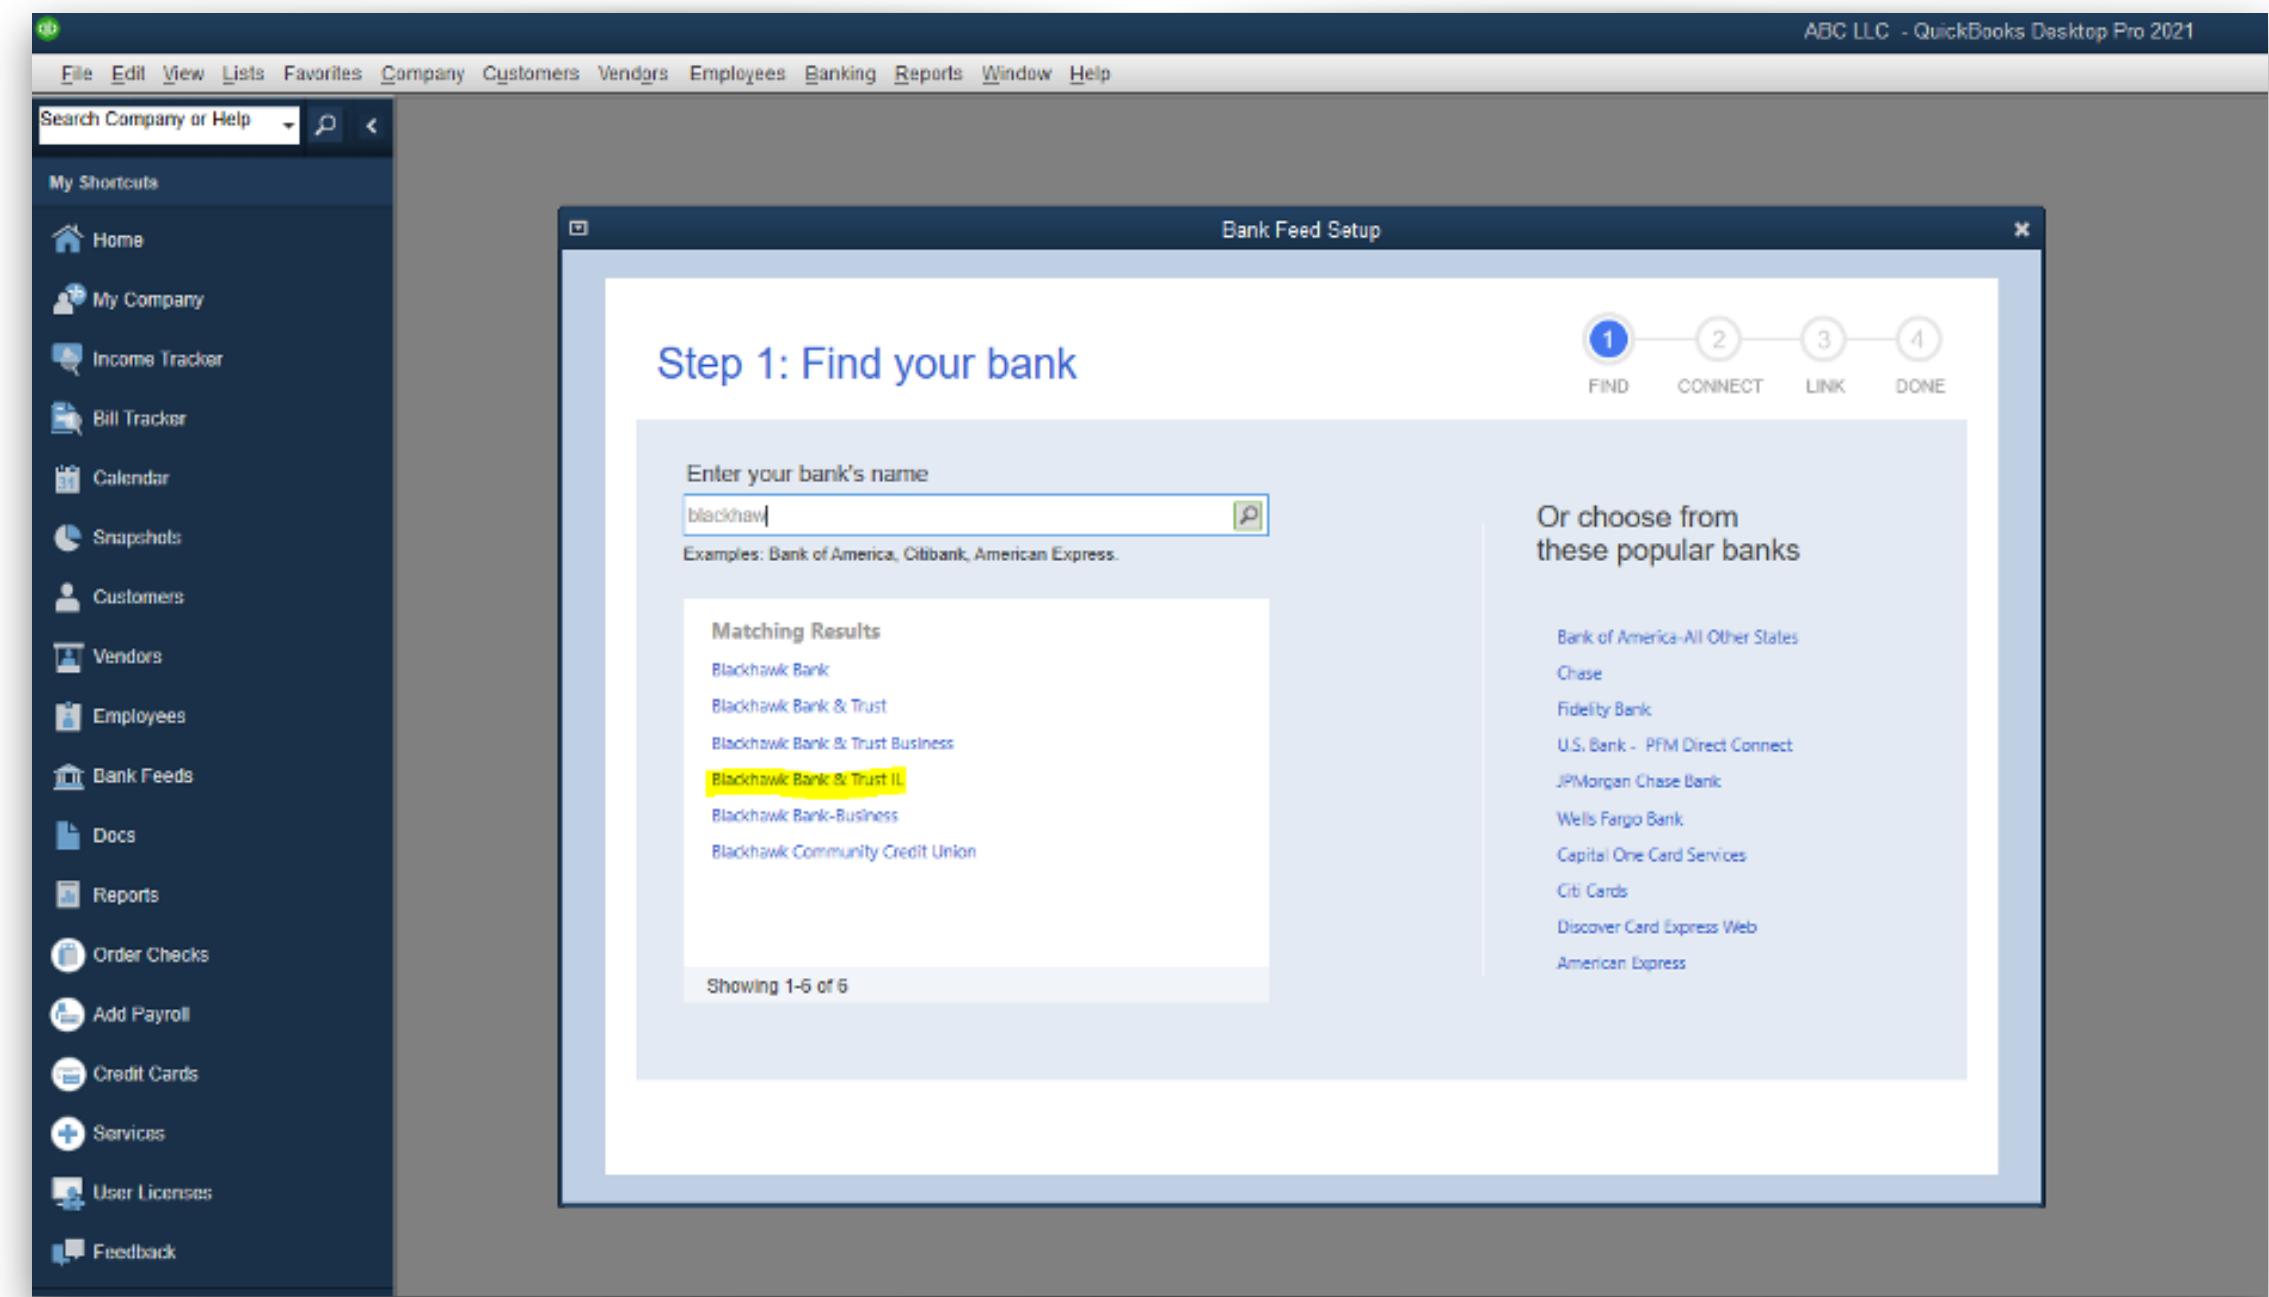 qb
ABC LLC - QuickBooks Desktop Pro 2021
File Edit View Lists Favorites Company Customers Vendors Employees Banking Reports Window Help
Search Company or Help
My Shortcuts
Home
My Company
Income Tracker
Bill Tracker
31
Calendar
Snapshots
Customers
Vendors
Employees
Bank Feeds
Docs
Reports
Order Checks
Add Payroll
Credit Cards
Services
User Licenses
Feedback
Bank Feed Setup
Step 1: Find your bank
1 2 3 4
FIND CONNECT LINK DONE
Enter your bank's name
blackhaw
Examples: Bank of America, Citibank, American Express.
Matching Results
Blackhawk Bank
Blackhawk Bank & Trust
Blackhawk Bank & Trust Business
Blackhawk Bank & Trust IL
Blackhawk Bank-Business
Blackhawk Community Credit Union
Showing 1-6 of 6
Or choose from
these popular banks
Bank of America-All Other States
Chase
Fidelity Bank
U.S. Bank - PFM Direct Connect
JPMorgan Chase Bank
Wells Fargo Bank
Capital One Card Services
Citi Cards
Discover Card Express Web
American Express